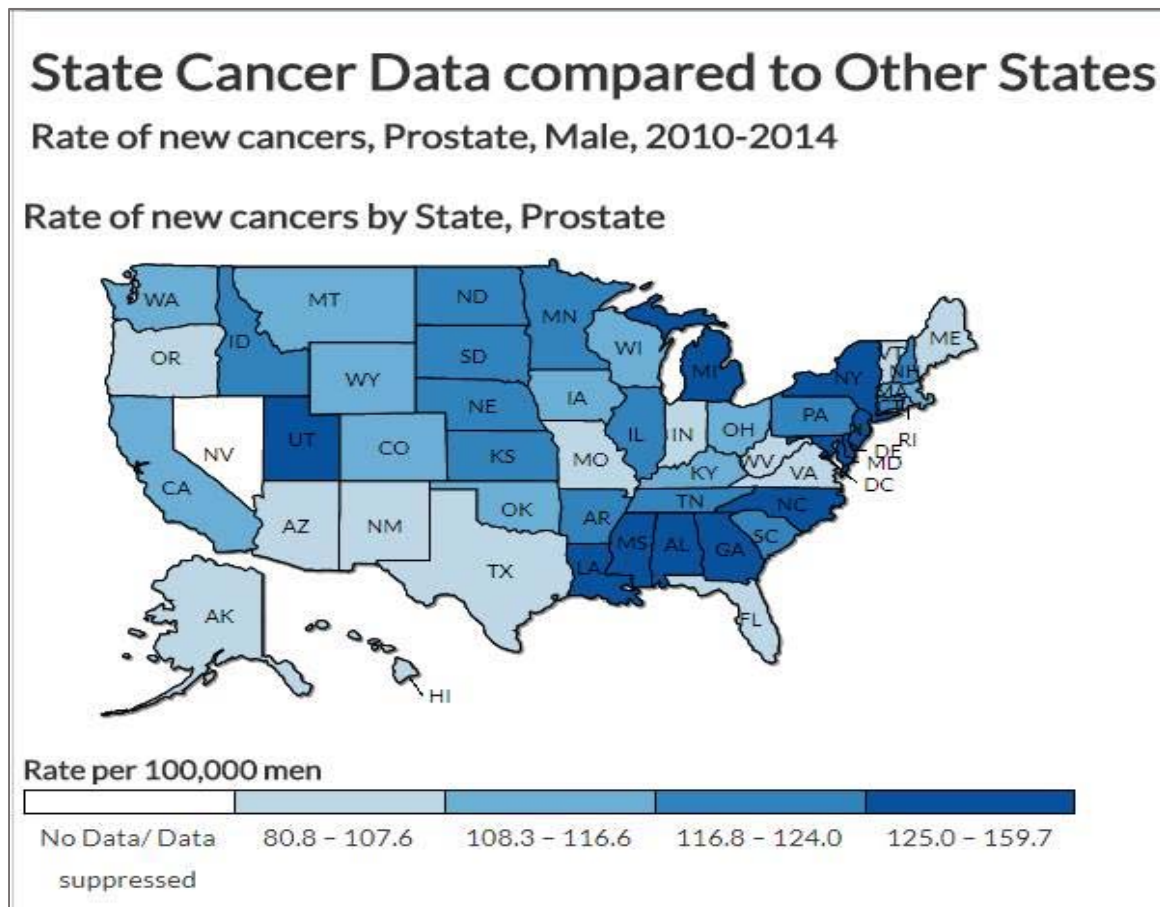 State Cancer Data compared to Other States
Rate of new cancers, Prostate, Male, 2010-2014
Rate of new cancers by State, Prostate
WA
MT
ND
MN
ME
OR
ID
WY
SD
WI
MI
NY
VT
NH
MA
NV
UT
CO
NE
IA
IL
IN
OH
PA
RI
CA
KS
MO
KY
WV
VA
DE
MD
DC
AZ
NM
OK
AR
TN
NC
SC
TX
LA
MS
AL
GA
FL
AK
HI
Rate per 100,000 men
No Data/ Data 80.8 – 107.6 108.3 – 116.6 116.8 – 124.0 125.0 – 159.7
suppressed